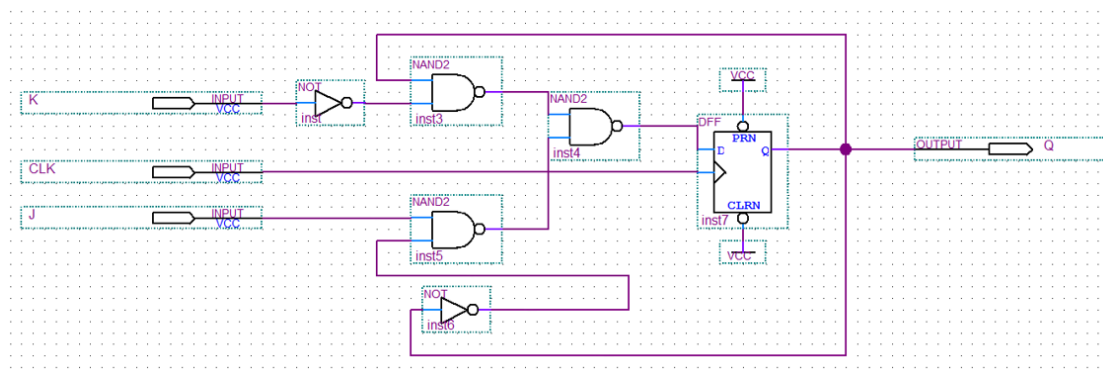 NAND2
inst3
VCC
K
INPUT
VCC
NOT
inst
NAND2
inst4
DFF
PRN
D
Q
CLRN
inst7
VCC
OUTPUT
Q
CLK
INPUT
VCC
J
INPUT
VCC
NAND2
inst5
NOT
inst6